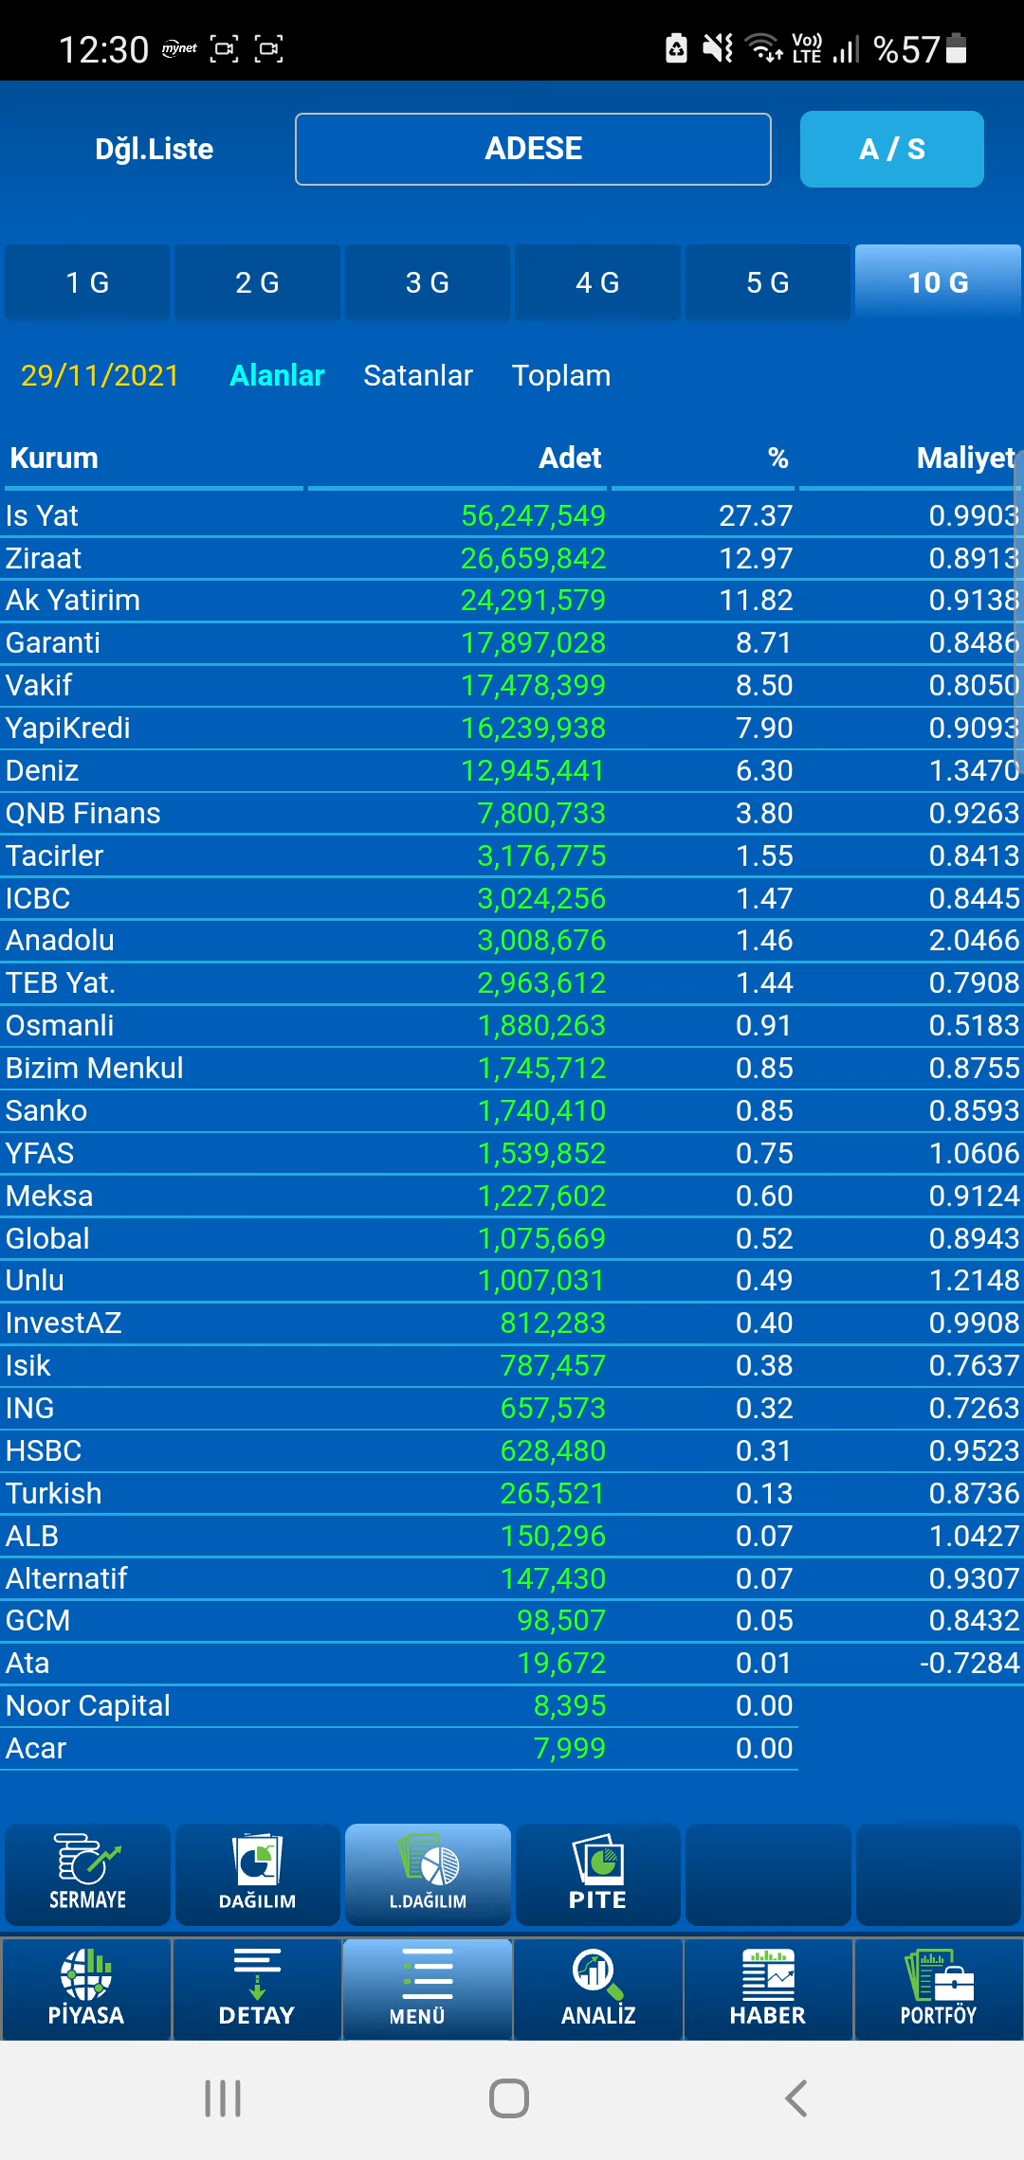 12:30 mynet Vo)) LTE %57
Dğl.Liste ADESE A / S
1 G 2 G 3 G 4 G 5 G 10 G
29/11/2021 Alanlar Satanlar Toplam
Kurum Adet % Maliyet
Is Yat 56,247,549 27.37 0.9903
Ziraat 26,659,842 12.97 0.8913
Ak Yatirim 24,291,579 11.82 0.9138
Garanti 17,897,028 8.71 0.8486
Vakif 17,478,399 8.50 0.8050
YapiKredi 16,239,938 7.90 0.9093
Deniz 12,945,441 6.30 1.3470
QNB Finans 7,800,733 3.80 0.9263
Tacirler 3,176,775 1.55 0.8413
ICBC 3,024,256 1.47 0.8445
Anadolu 3,008,676 1.46 2.0466
TEB Yat. 2,963,612 1.44 0.7908
Osmanli 1,880,263 0.91 0.5183
Bizim Menkul 1,745,712 0.85 0.8755
Sanko 1,740,410 0.85 0.8593
YFAS 1,539,852 0.75 1.0606
Meksa 1,227,602 0.60 0.9124
Global 1,075,669 0.52 0.8943
Unlu 1,007,031 0.49 1.2148
InvestAZ 812,283 0.40 0.9908
Isik 787,457 0.38 0.7637
ING 657,573 0.32 0.7263
HSBC 628,480 0.31 0.9523
Turkish 265,521 0.13 0.8736
ALB 150,296 0.07 1.0427
Alternatif 147,430 0.07 0.9307
GCM 98,507 0.05 0.8432
Ata 19,672 0.01 -0.7284
Noor Capital 8,395 0.00
Acar 7,999 0.00
SERMAYE DAĞILIM L.DAĞILIM PITE
PİYASA DETAY MENÜ ANALİZ HABER PORTFÖY